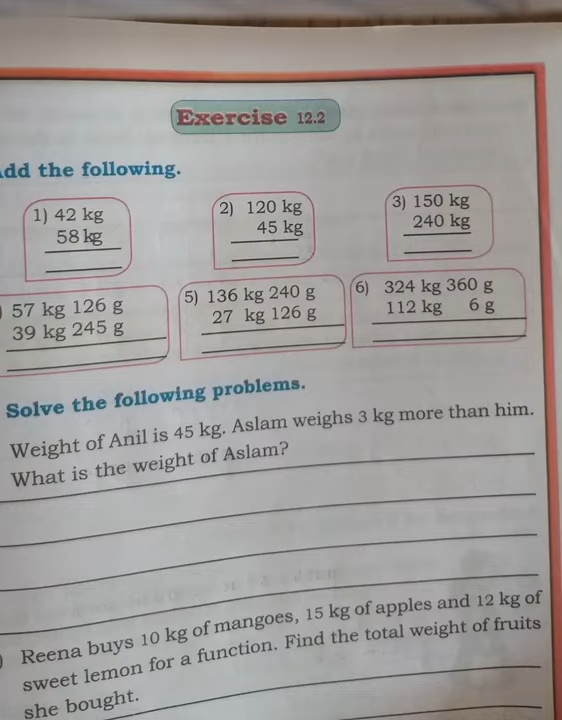 Exercise 12.2
Add the following.
1) 42 kg
58 kg
2) 120 kg
45 kg
3) 150 kg
240 kg
) 57 kg 126 g
39 kg 245 g
5) 136 kg 240 g
27 kg 126 g
6) 324 kg 360 g
112 kg 6 g
Solve the following problems.
Weight of Anil is 45 kg. Aslam weighs 3 kg more than him.
What is the weight of Aslam?
) Reena buys 10 kg of mangoes, 15 kg of apples and 12 kg of
sweet lemon for a function. Find the total weight of fruits
she bought.